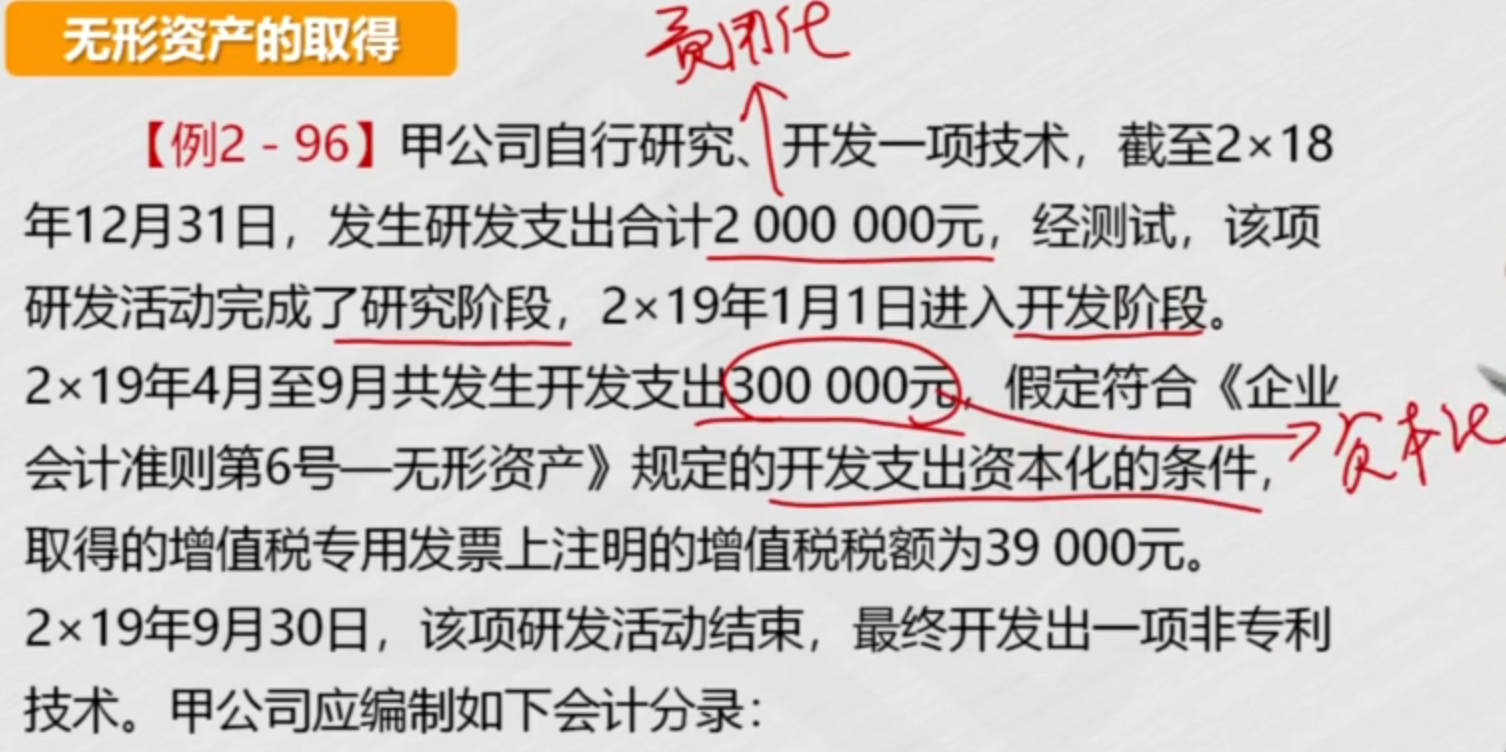 无形资产的取得
费用化
【例2-96】甲公司自行研究、开发一项技术，截至2×18
年12月31日，发生研发支出合计2 000 000元，经测试，该项
研发活动完成了研究阶段，2×19年1月1日进入开发阶段。
2×19年4月至9月共发生开发支出300 000元，假定符合《企业
会计准则第6号—无形资产》规定的开发支出资本化的条件，
资本化
取得的增值税专用发票上注明的增值税税额为39 000元。
2×19年9月30日，该项研发活动结束，最终开发出一项非专利
技术。甲公司应编制如下会计分录：